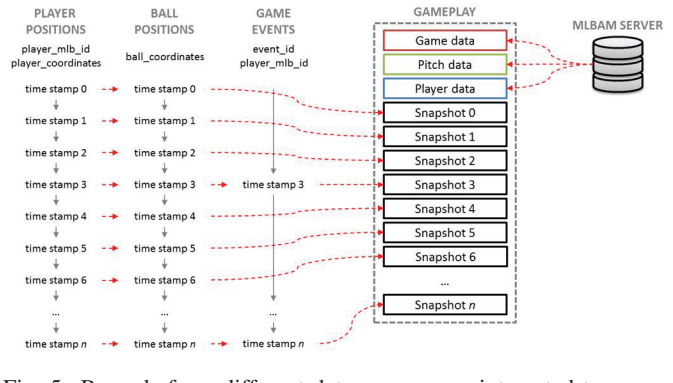 PLAYER POSITIONS
player_mlb_id
player_coordinates
time stamp 0
time stamp 1
time stamp 2
time stamp 3
time stamp 4
time stamp 5
time stamp 6
...
time stamp n
BALL POSITIONS
ball_coordinates
time stamp 0
time stamp 1
time stamp 2
time stamp 3
time stamp 4
time stamp 5
time stamp 6
...
time stamp n
GAME EVENTS
event_id
player_mlb_id
time stamp 3
...
time stamp n
GAMEPLAY
Game data
Pitch data
Player data
Snapshot 0
Snapshot 1
Snapshot 2
Snapshot 3
Snapshot 4
Snapshot 5
Snapshot 6
...
Snapshot n
MLBAM SERVER